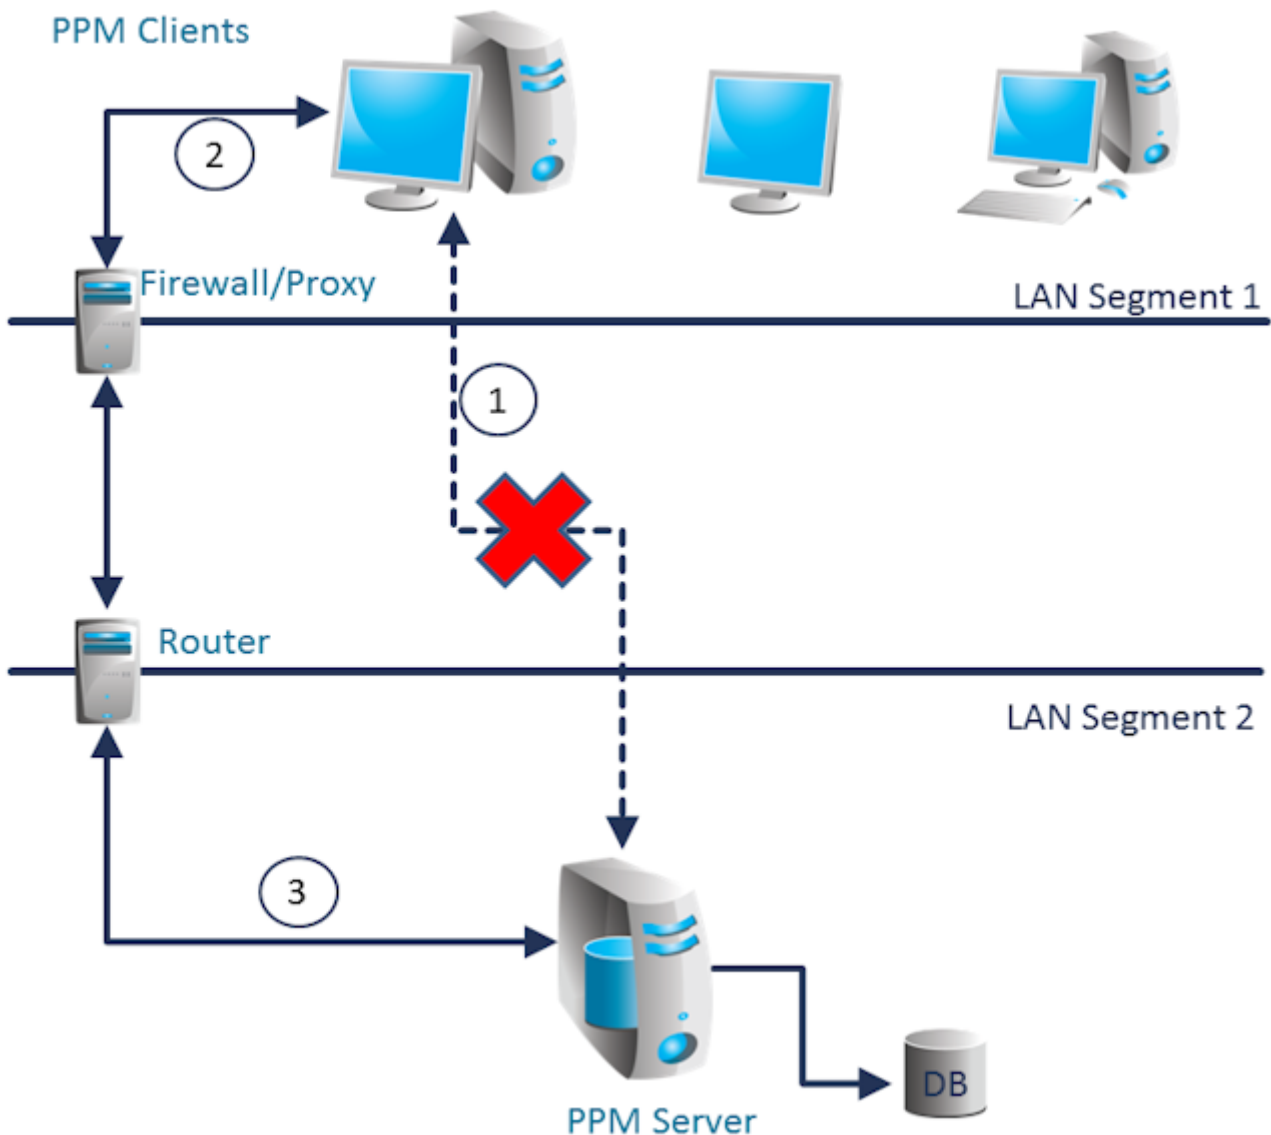 PPM Clients
2
Firewall/Proxy
LAN Segment 1
1
Router
LAN Segment 2
3
DB
PPM Server